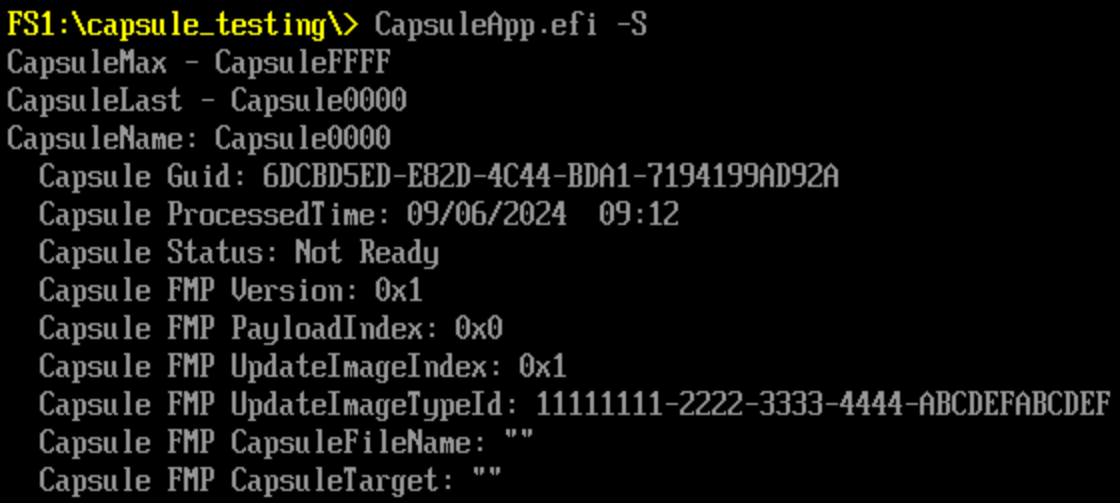 FS1:\capsule_testing\> CapsuleApp.efi -S
CapsuleMax - CapsuleFFFF
CapsuleLast - Capsule0000
CapsuleName: Capsule0000
Capsule Guid: 6DCBD5ED-E82D-4C44-BDA1-7194199AD92A
Capsule ProcessedTime: 09/06/2024  09:12
Capsule Status: Not Ready
Capsule FMP Version: 0x1
Capsule FMP PayloadIndex: 0x0
Capsule FMP UpdateImageIndex: 0x1
Capsule FMP UpdateImageTypeId: 11111111-2222-3333-4444-ABCDEFABCDEF
Capsule FMP CapsuleFileName: ""
Capsule FMP CapsuleTarget: ""